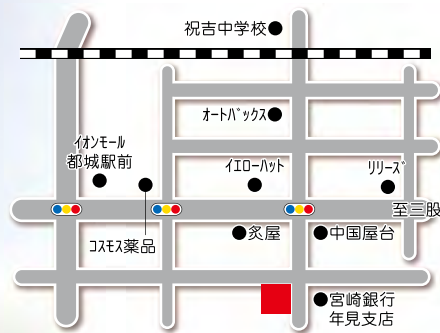 祝吉中学校
オートバックス
イオンモール
都城駅前
イエローハット
リリーズ
至三股
コスモス薬品
炙屋
中国屋台
宮崎銀行
年見支店